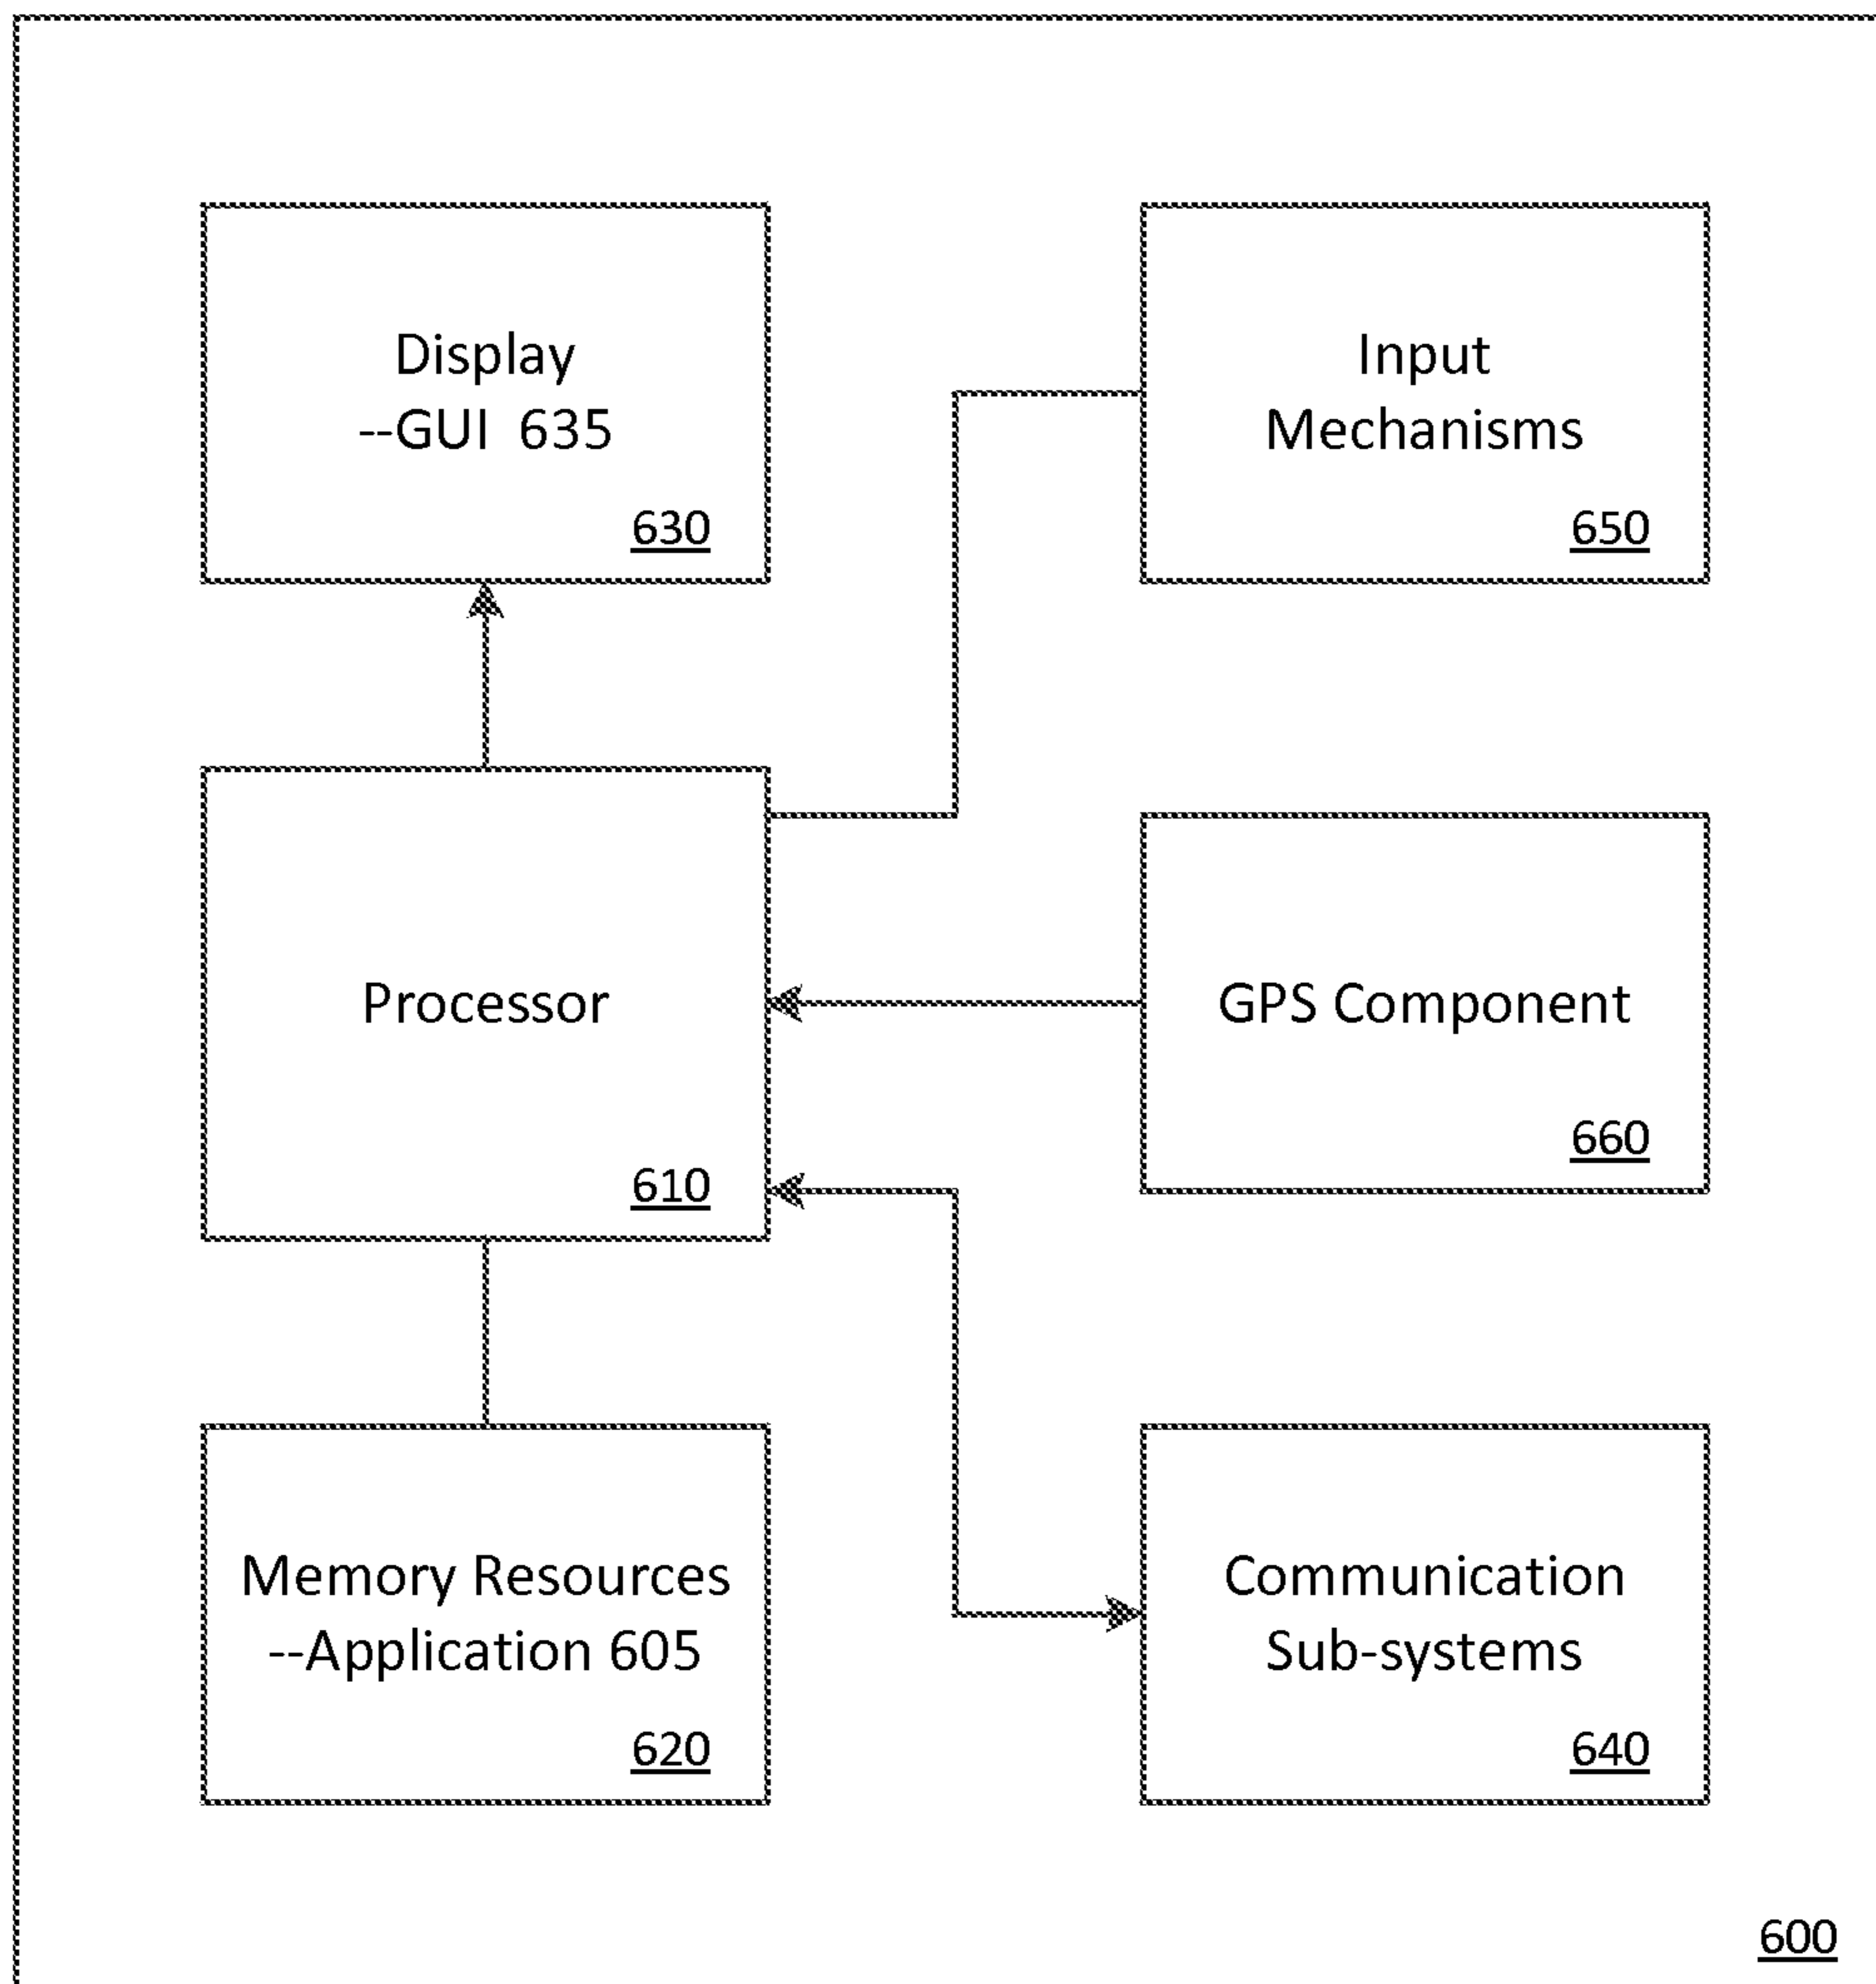 Display
--GUI 635
630
Input
Mechanisms
650
Processor
610
GPS Component
660
Memory Resources
--Application 605
620
Communication
Sub-systems
640
600